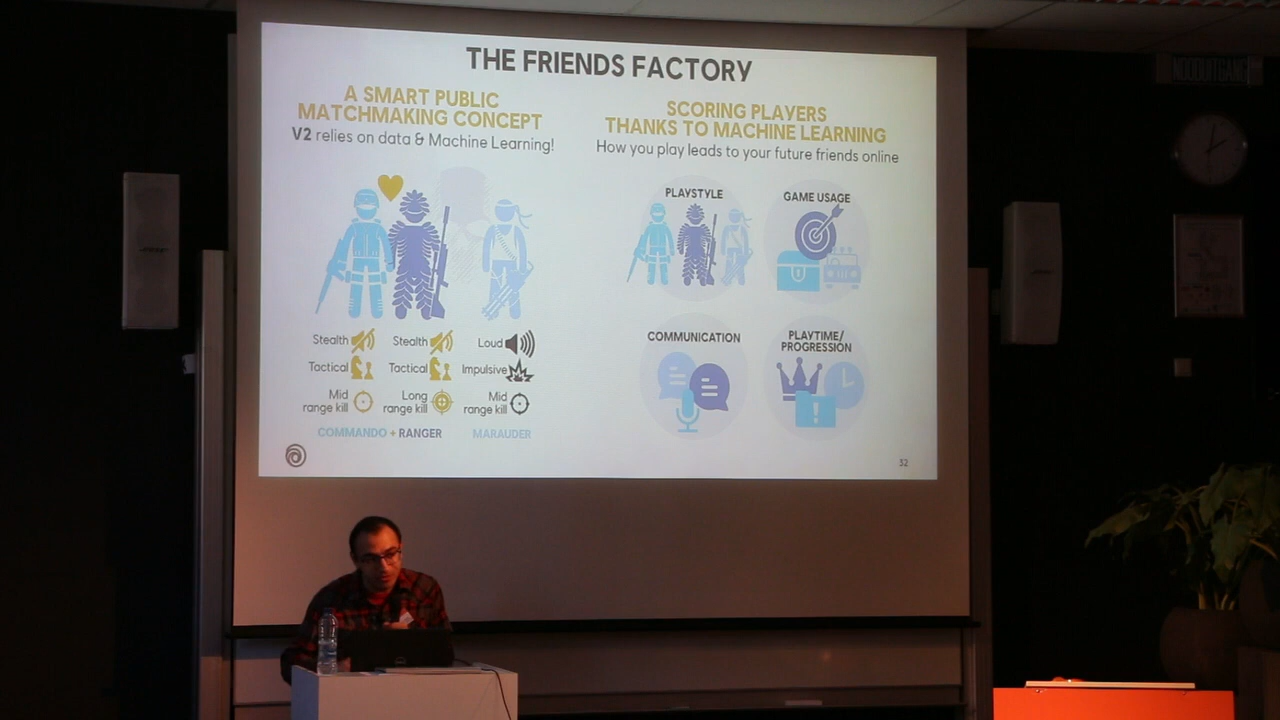 THE FRIENDS FACTORY
A SMART PUBLIC
MATCHMAKING CONCEPT
V2 relies on data & Machine Learning!
Stealth Stealth Loud
Tactical Tactical Impulsive
Mid Long Mid
range kill range kill range kill
COMMANDO + RANGER MARAUDER
SCORING PLAYERS
THANKS TO MACHINE LEARNING
How you play leads to your future friends online
PLAYSTYLE
GAME USAGE
COMMUNICATION
PLAYTIME/
PROGRESSION
32
NOODUITGANG
BOSE